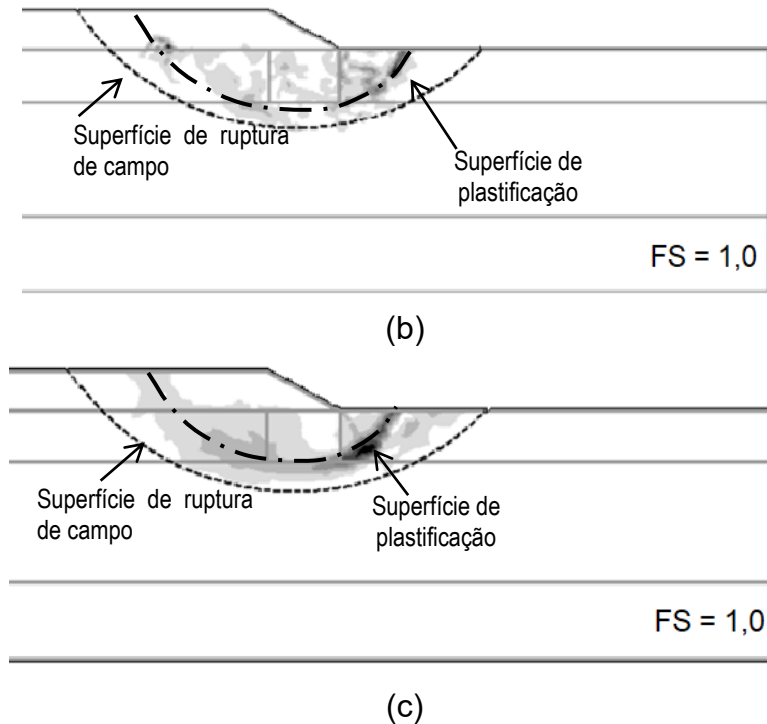 Superfície de ruptura
de campo
Superfície de
plastificação
FS = 1,0
(b)
Superfície de ruptura
de campo
Superfície de
plastificação
FS = 1,0
(c)